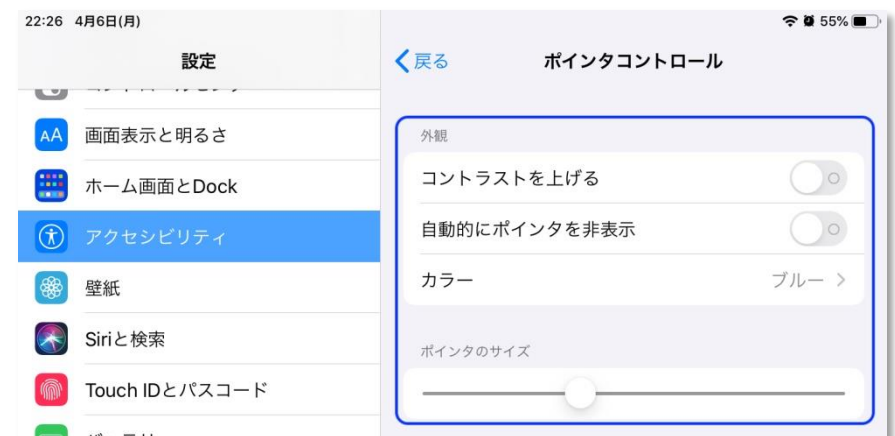 22:26 4月6日(月)
55%
設定
画面表示と明るさ
ホーム画面とDock
アクセシビリティ
壁紙
Siriと検索
Touch IDとパスコード
戻る
ポインタコントロール
外観
コントラストを上げる
自動的にポインタを非表示
カラー
ブルー
ポインタのサイズ